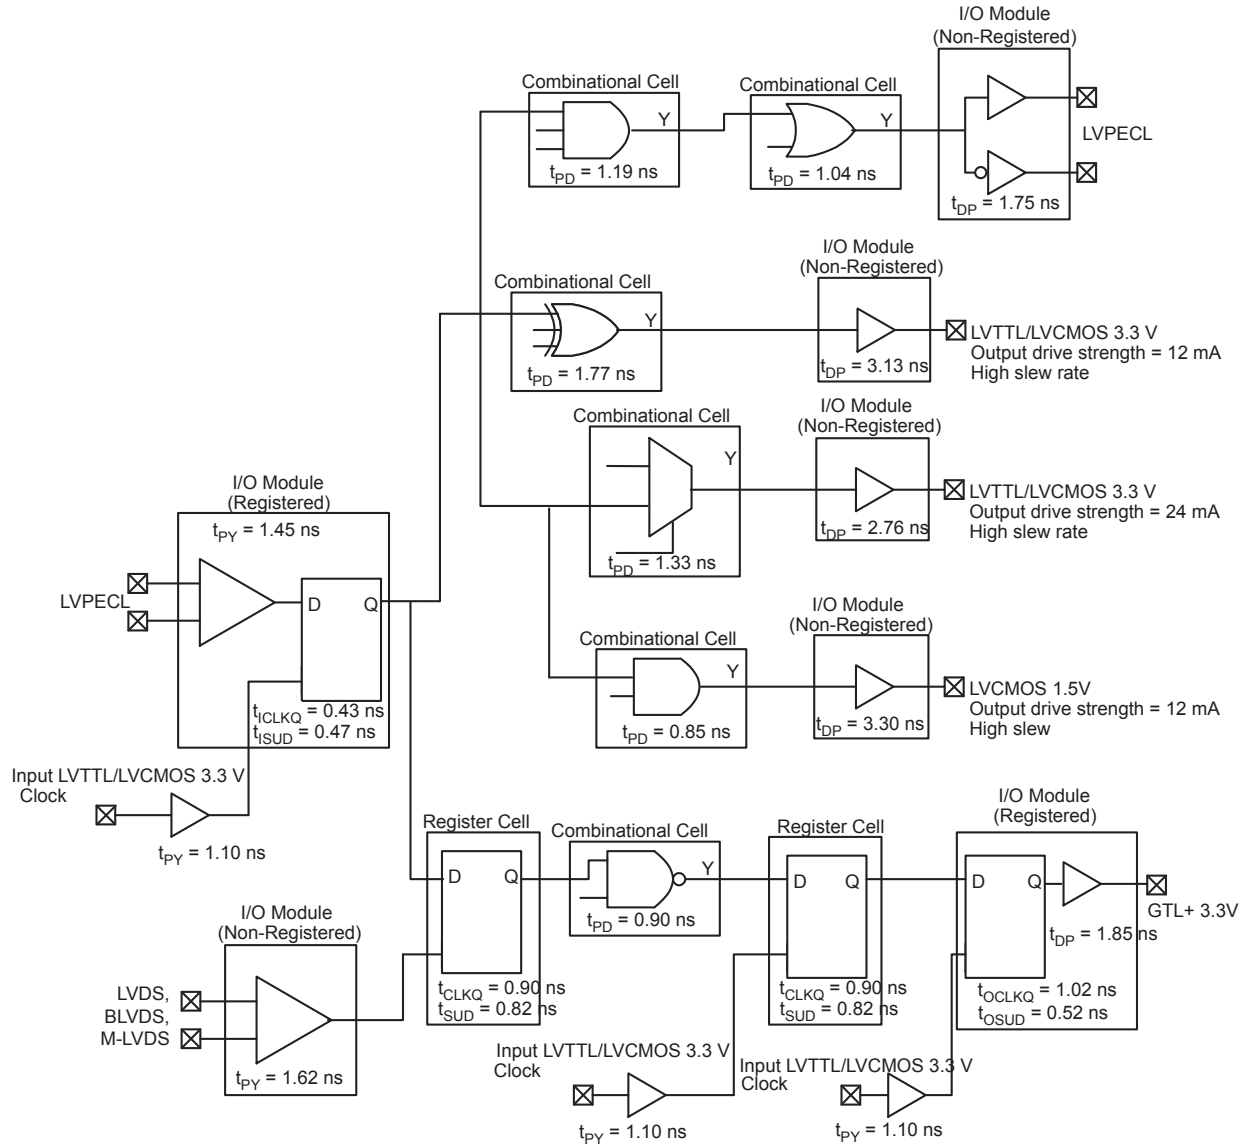 I/O Module
(Non-Registered)
Combinational Cell
Y
tPD = 1.19 ns
Combinational Cell
Y
tPD = 1.04 ns
LVPECL
tDP = 1.75 ns
I/O Module
(Non-Registered)
Combinational Cell
Y
tPD = 1.77 ns
tDP = 3.13 ns
LVTTL/LVCMOS 3.3 V
Output drive strength = 12 mA
High slew rate
I/O Module
(Non-Registered)
Combinational Cell
Y
tPD = 1.33 ns
tDP = 2.76 ns
LVTTL/LVCMOS 3.3 V
Output drive strength = 24 mA
High slew rate
I/O Module
(Registered)
tPY = 1.45 ns
LVPECL
D
Q
tICLKQ = 0.43 ns
tISUD = 0.47 ns
I/O Module
(Non-Registered)
Combinational Cell
Y
tPD = 0.85 ns
tDP = 3.30 ns
LVCMOS 1.5V
Output drive strength = 12 mA
High slew
Input LVTTL/LVCMOS 3.3 V
Clock
tPY = 1.10 ns
Register Cell
D
Q
tCLKQ = 0.90 ns
tSUD = 0.82 ns
Combinational Cell
Y
tPD = 0.90 ns
Register Cell
D
Q
tCLKQ = 0.90 ns
tSUD = 0.82 ns
I/O Module
(Registered)
D
Q
tDP = 1.85 ns
GTL+ 3.3V
tOCLKQ = 1.02 ns
tOSUD = 0.52 ns
I/O Module
(Non-Registered)
LVDS,
BLVDS,
M-LVDS
tPY = 1.62 ns
Input LVTTL/LVCMOS 3.3 V
Clock
tPY = 1.10 ns
Input LVTTL/LVCMOS 3.3 V
Clock
tPY = 1.10 ns